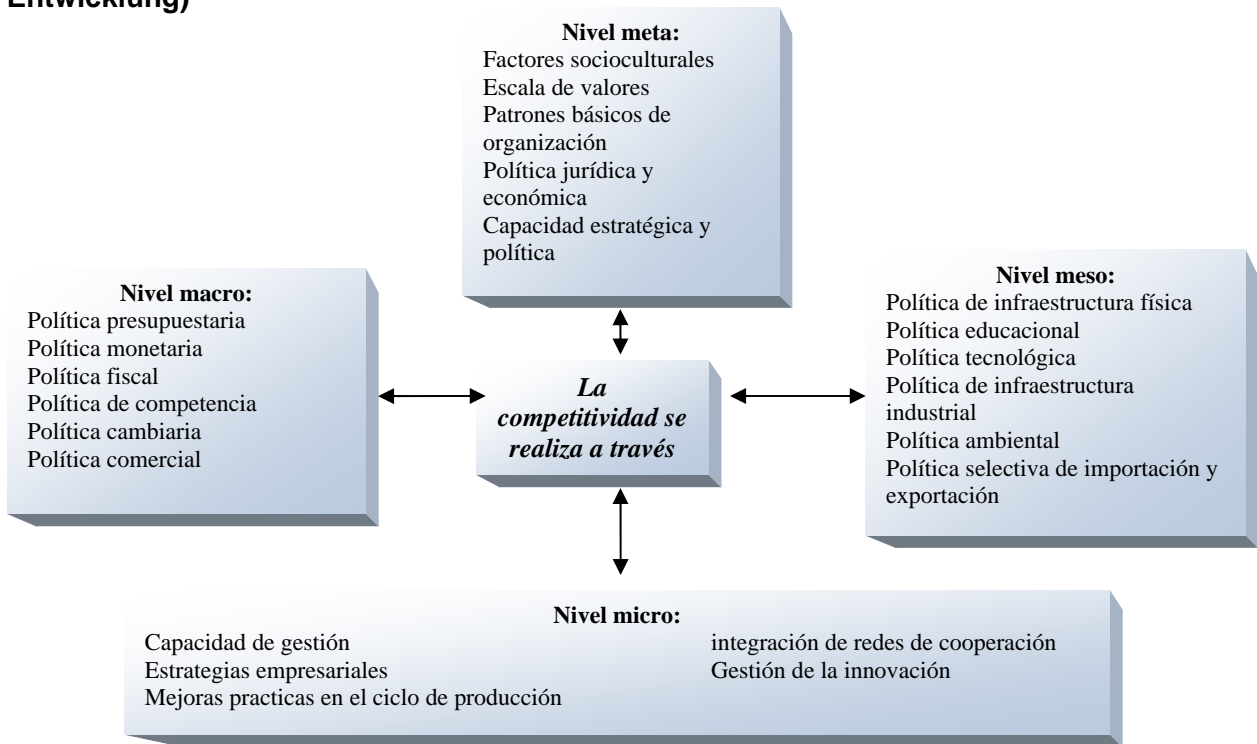 Entwicklung)
Nivel meta:
Factores socioculturales
Escala de valores
Patrones básicos de
organización
Política jurídica y
económica
Capacidad estratégica y
política
Nivel macro:
Política presupuestaria
Política monetaria
Política fiscal
Política de competencia
Política cambiaria
Política comercial
La
competitividad se
realiza a través
Nivel meso:
Política de infraestructura física
Política educacional
Política tecnológica
Política de infraestructura
industrial
Política ambiental
Política selectiva de importación y
exportación
Nivel micro:
Capacidad de gestión
Estrategias empresariales
Mejoras practicas en el ciclo de producción
integración de redes de cooperación
Gestión de la innovación